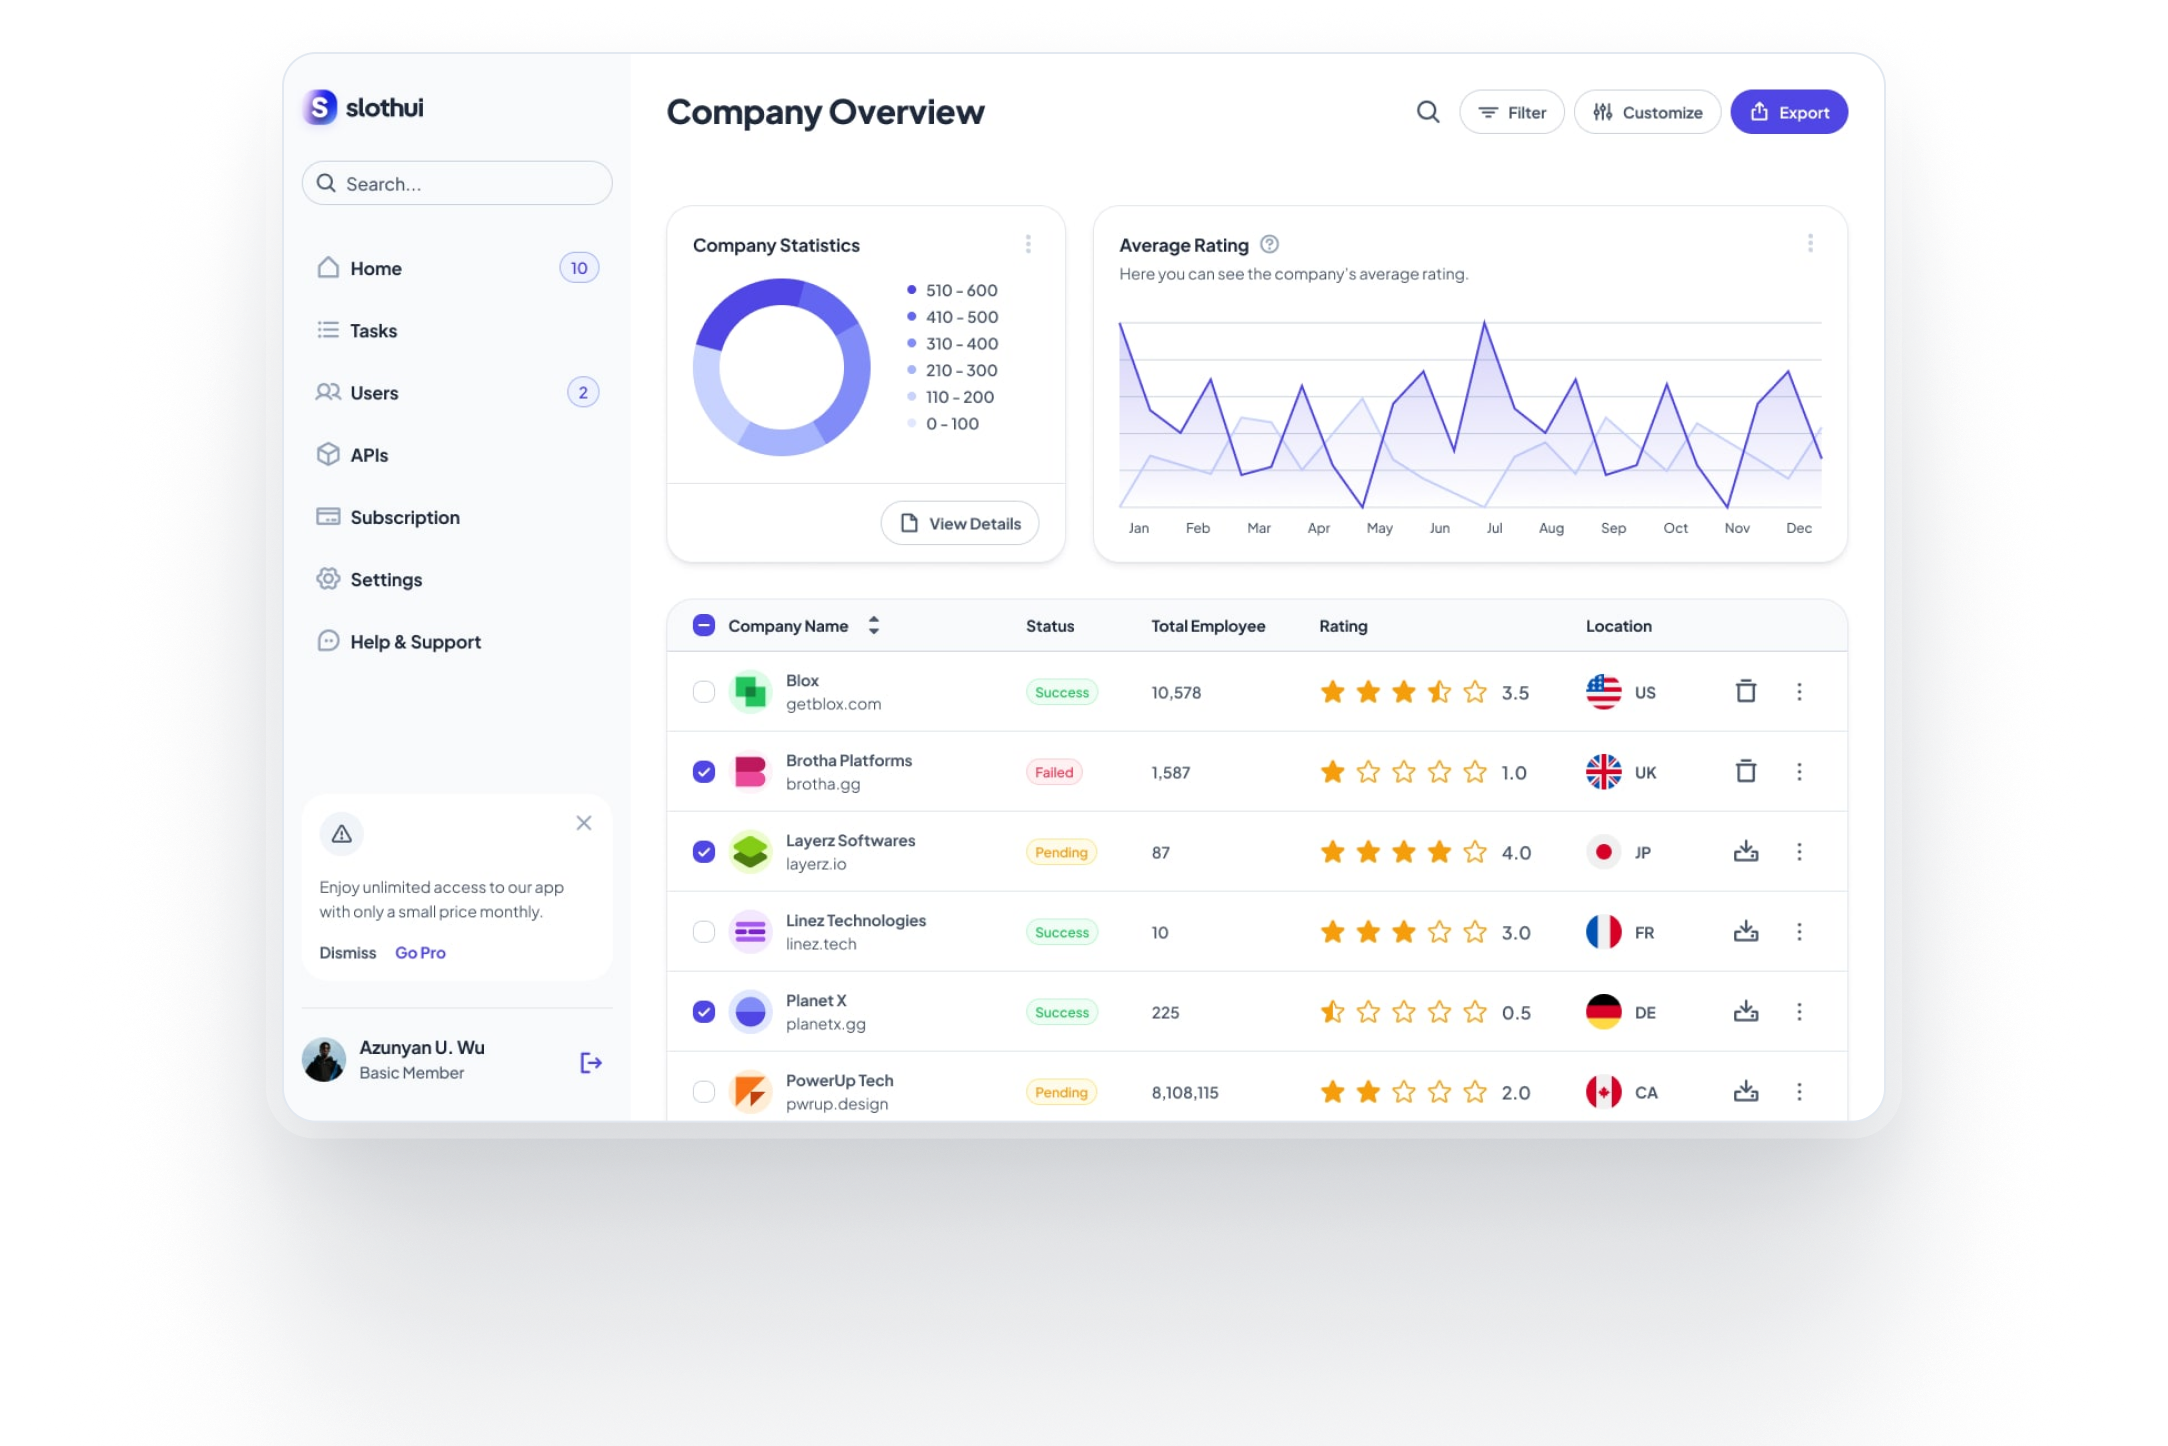 S slothui
Search...
Home 10
Tasks
Users 2
APIs
Subscription
Settings
Help & Support
Enjoy unlimited access to our app
with only a small price monthly.
Dismiss Go Pro
Azunyan U. Wu
Basic Member
Company Overview
Filter
Customize
Export
Company Statistics
510 - 600
410 - 500
310 - 400
210 - 300
110 - 200
0 - 100
View Details
Average Rating ?
Here you can see the company's average rating.
Jan Feb Mar Apr May Jun Jul Aug Sep Oct Nov Dec
Company Name Status Total Employee Rating Location
Blox
getblox.com
Success 10,578 3.5 US
Brotha Platforms
brotha.gg
Failed 1,587 1.0 UK
Layerz Softwares
layerz.io
Pending 87 4.0 JP
Linez Technologies
linez.tech
Success 10 3.0 FR
Planet X
planetx.gg
Success 225 0.5 DE
PowerUp Tech
pwrup.design
Pending 8,108,115 2.0 CA